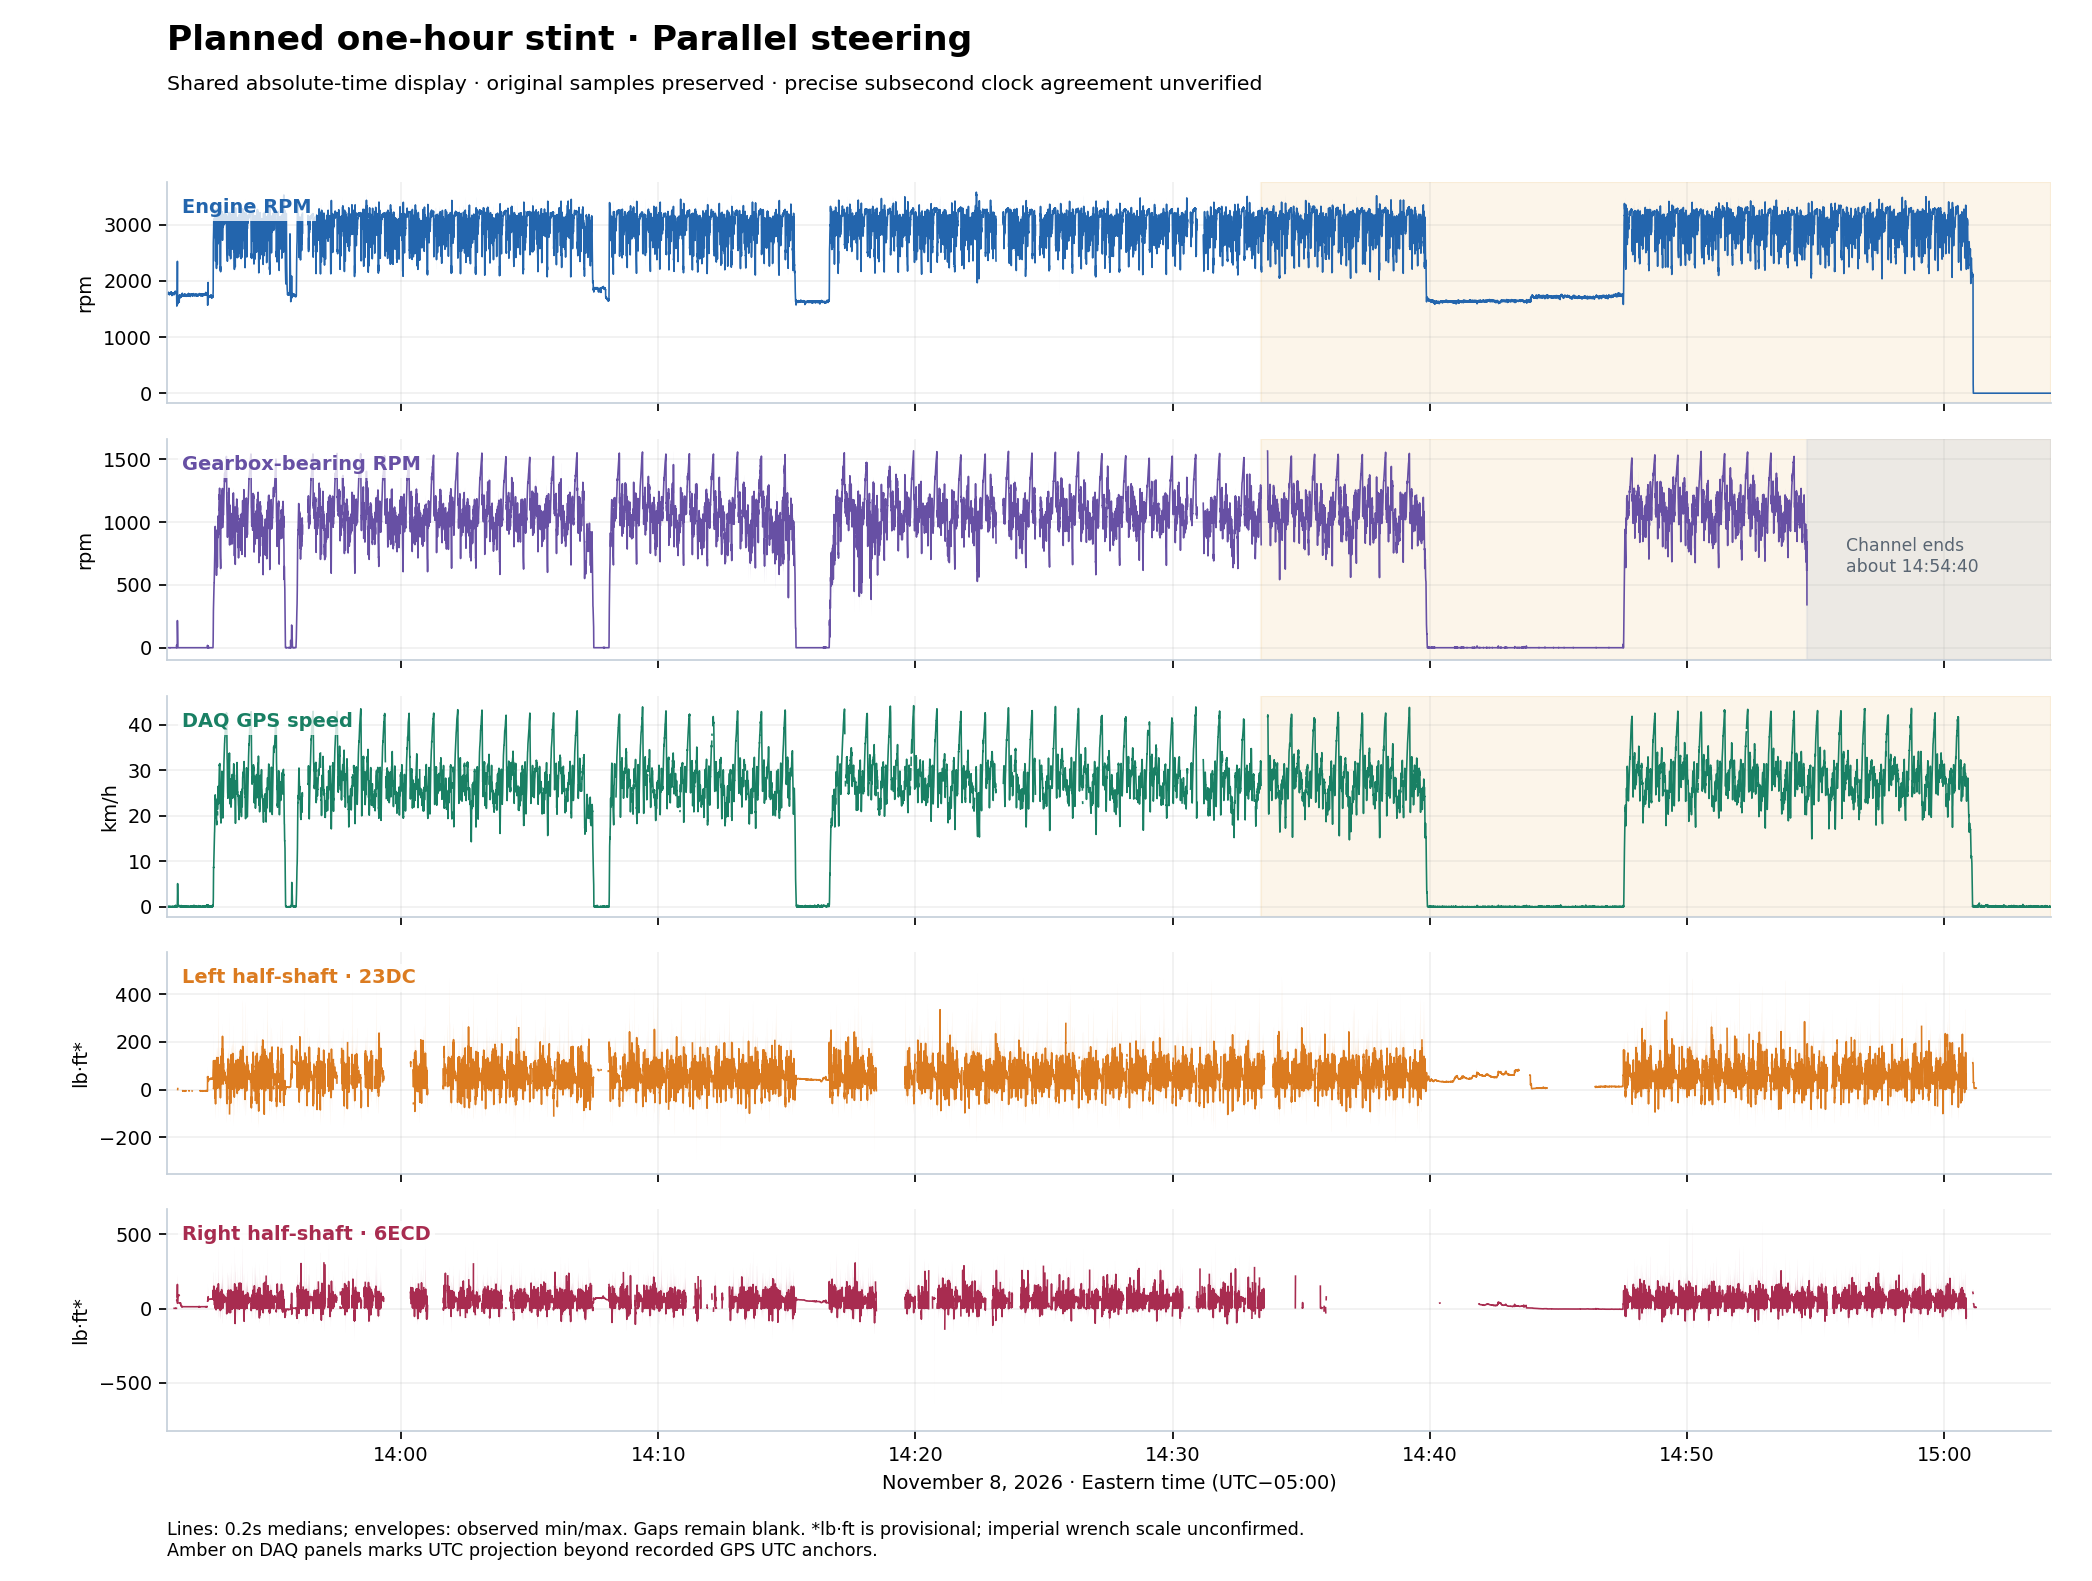 Planned one-hour stint · Parallel steering
Shared absolute-time display · original samples preserved · precise subsecond clock agreement unverified
Engine RPM
3000
2000
1000
0
rpm
Gearbox-bearing RPM
1500
1000
500
0
rpm
Channel ends
about 14:54:40
DAQ GPS speed
40
30
20
10
0
km/h
Left half-shaft · 23DC
400
200
0
−200
lb·ft*
Right half-shaft · 6ECD
500
0
−500
lb·ft*
14:00
14:10
14:20
14:30
14:40
14:50
15:00
November 8, 2026 · Eastern time (UTC−05:00)
Lines: 0.2s medians; envelopes: observed min/max. Gaps remain blank. *lb·ft is provisional; imperial wrench scale unconfirmed.
Amber on DAQ panels marks UTC projection beyond recorded GPS UTC anchors.